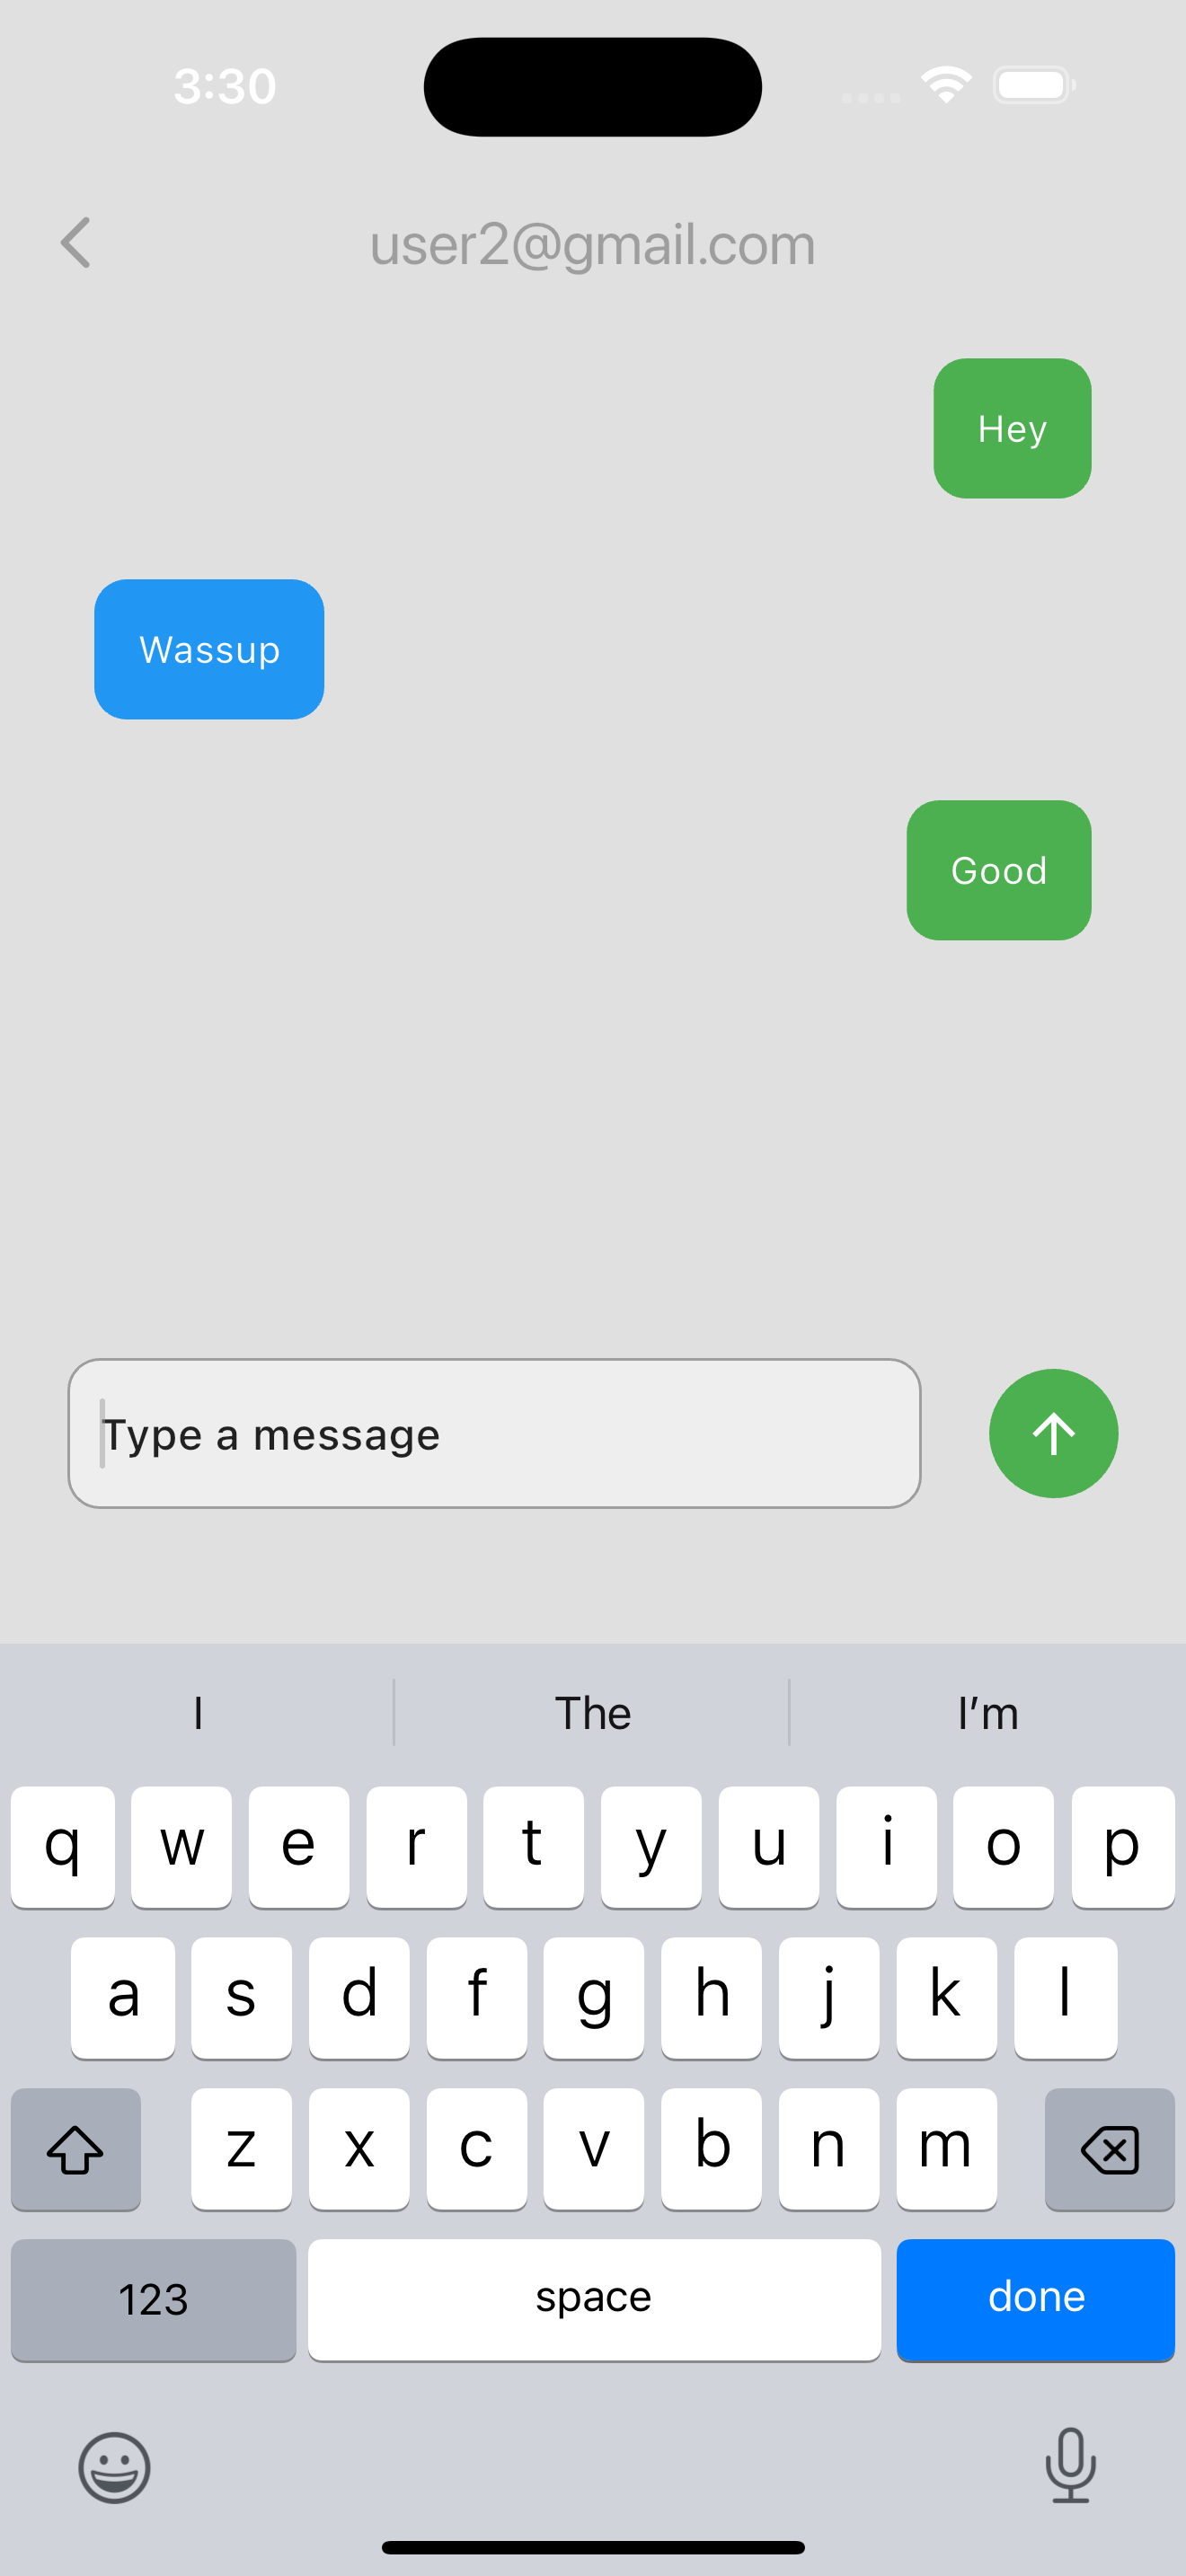 3:30
user2@gmail.com
Hey
Wassup
Good
Type a message
I The I’m
q w e r t y u i o p
a s d f g h j k l
z x c v b n m
123 space done